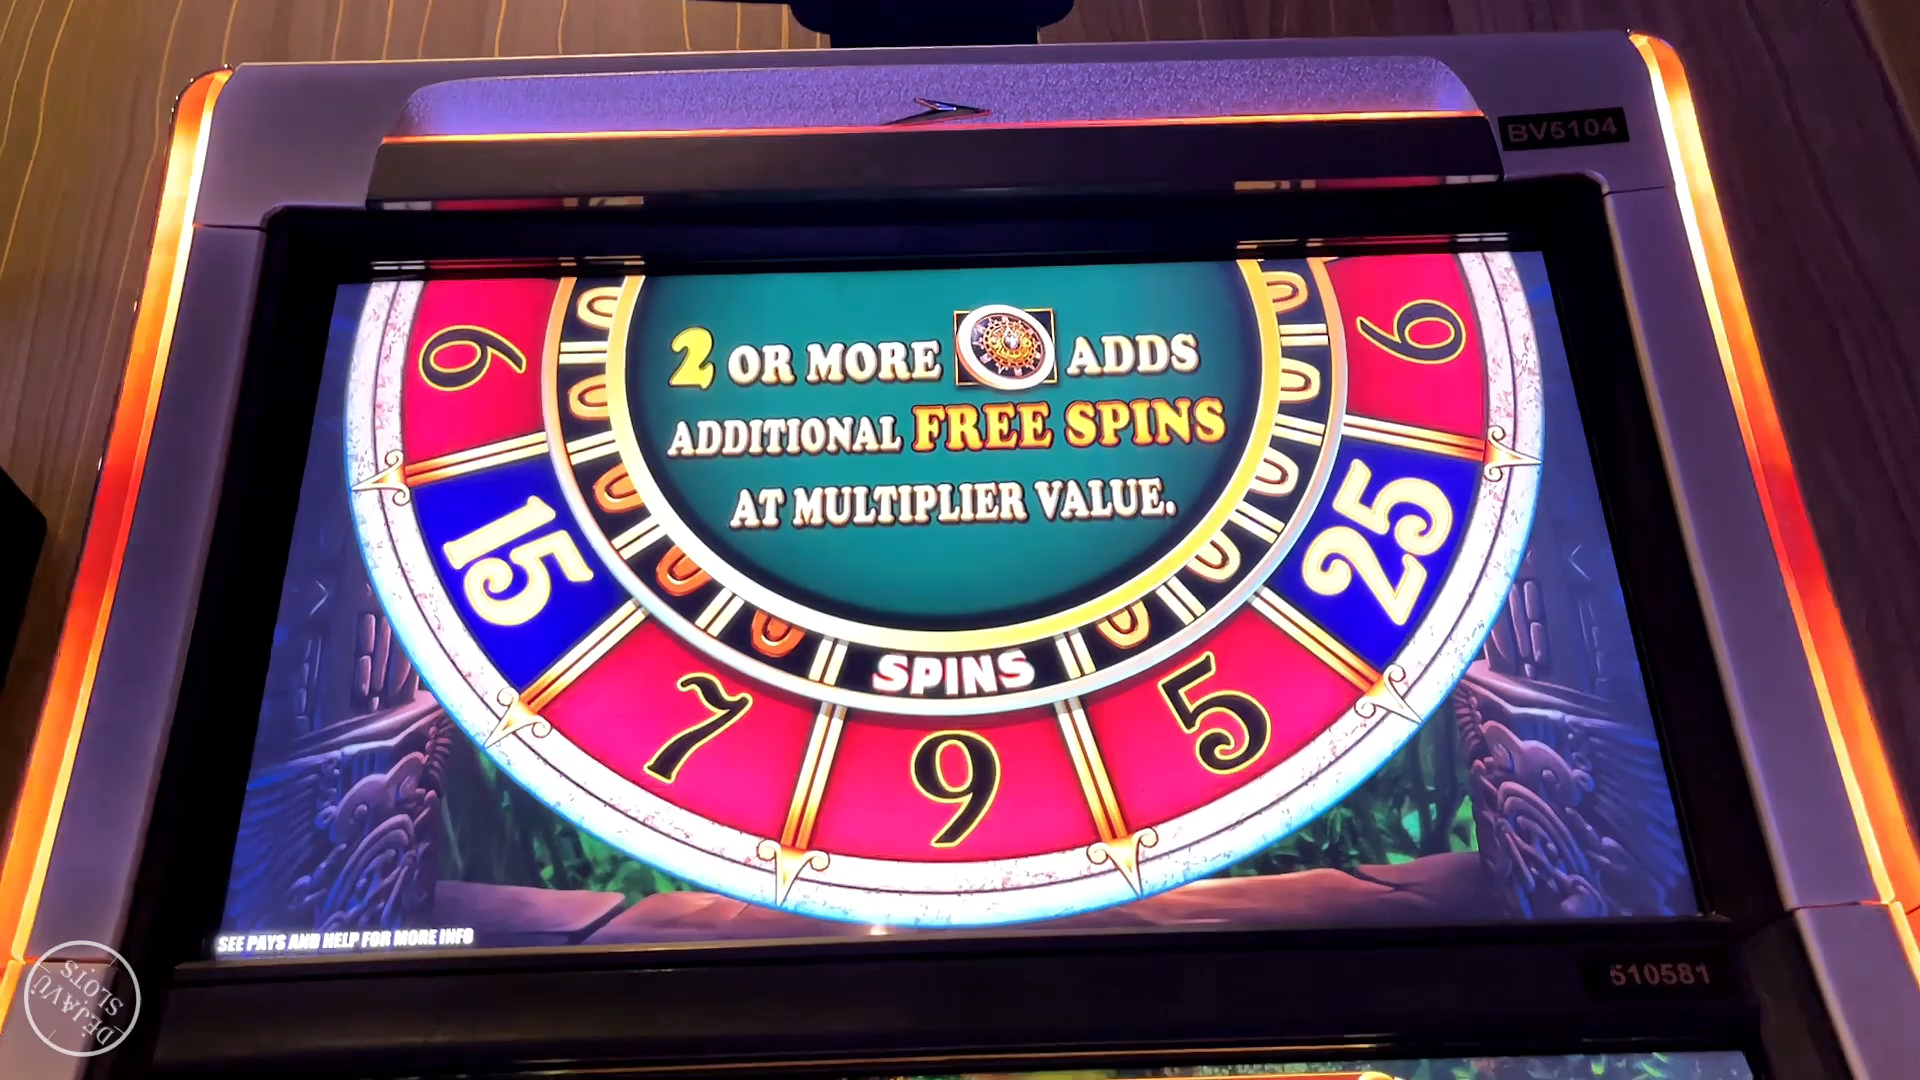 BV5104
2 OR MORE ADDS
ADDITIONAL FREE SPINS
AT MULTIPLIER VALUE.
6
6
15
25
SPINS
7
9
5
SEE PAYS AND HELP FOR MORE INFO
510581
DÉJÀVU
SLOTS